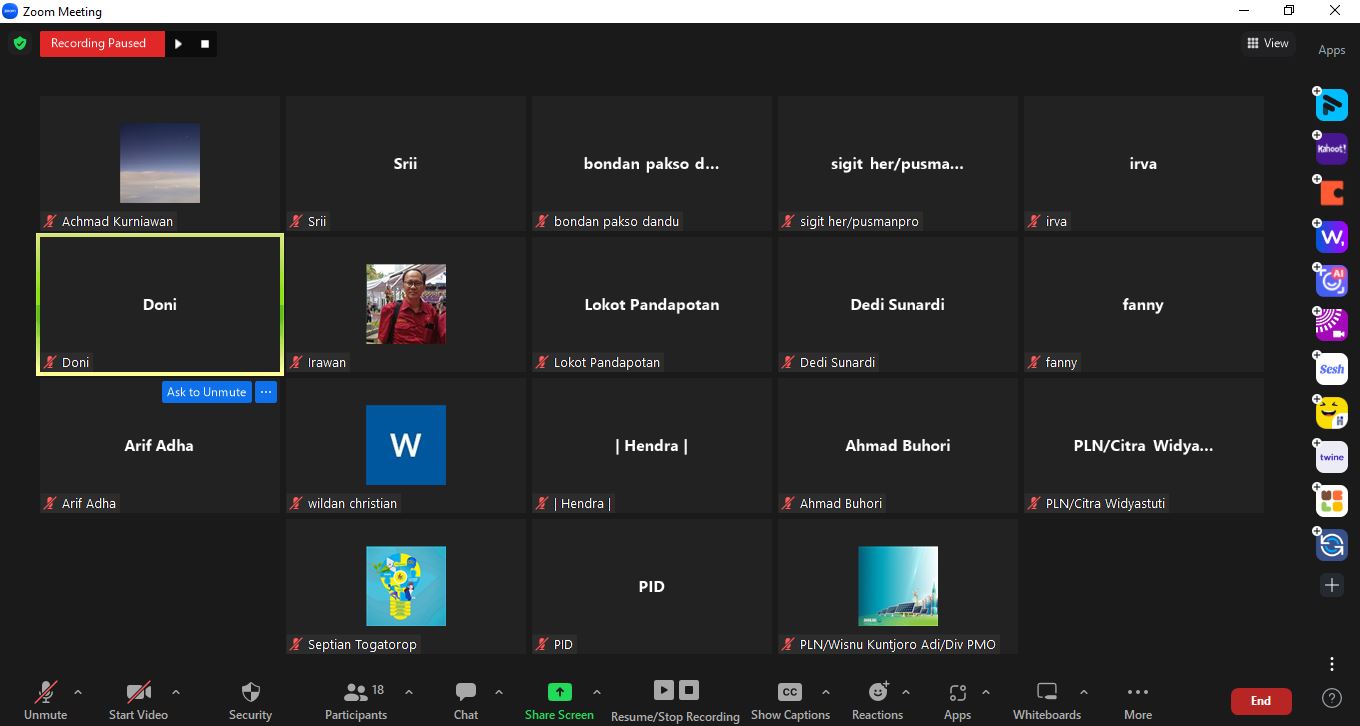 Zoom Meeting
Recording Paused
View
Apps
Srii
bondan pakso d...
sigit her/pusma...
irva
Achmad Kurniawan
Srii
bondan pakso dandu
sigit her/pusmanpro
irva
Doni
Lokot Pandapotan
Dedi Sunardi
fanny
Doni
Irawan
Lokot Pandapotan
Dedi Sunardi
fanny
Ask to Unmute
Arif Adha
W
| Hendra |
Ahmad Buhori
PLN/Citra Widya...
Arif Adha
wildan christian
| Hendra |
Ahmad Buhori
PLN/Citra Widyastuti
PID
Septian Togatorop
PID
PLN/Wisnu Kuntjoro Adi/Div PMO
Kahoot!
W,
AI
Sesh
H
twine
18
CC
Unmute
Start Video
Security
Participants
Chat
Share Screen
Resume/Stop Recording
Show Captions
Reactions
Apps
Whiteboards
More
End